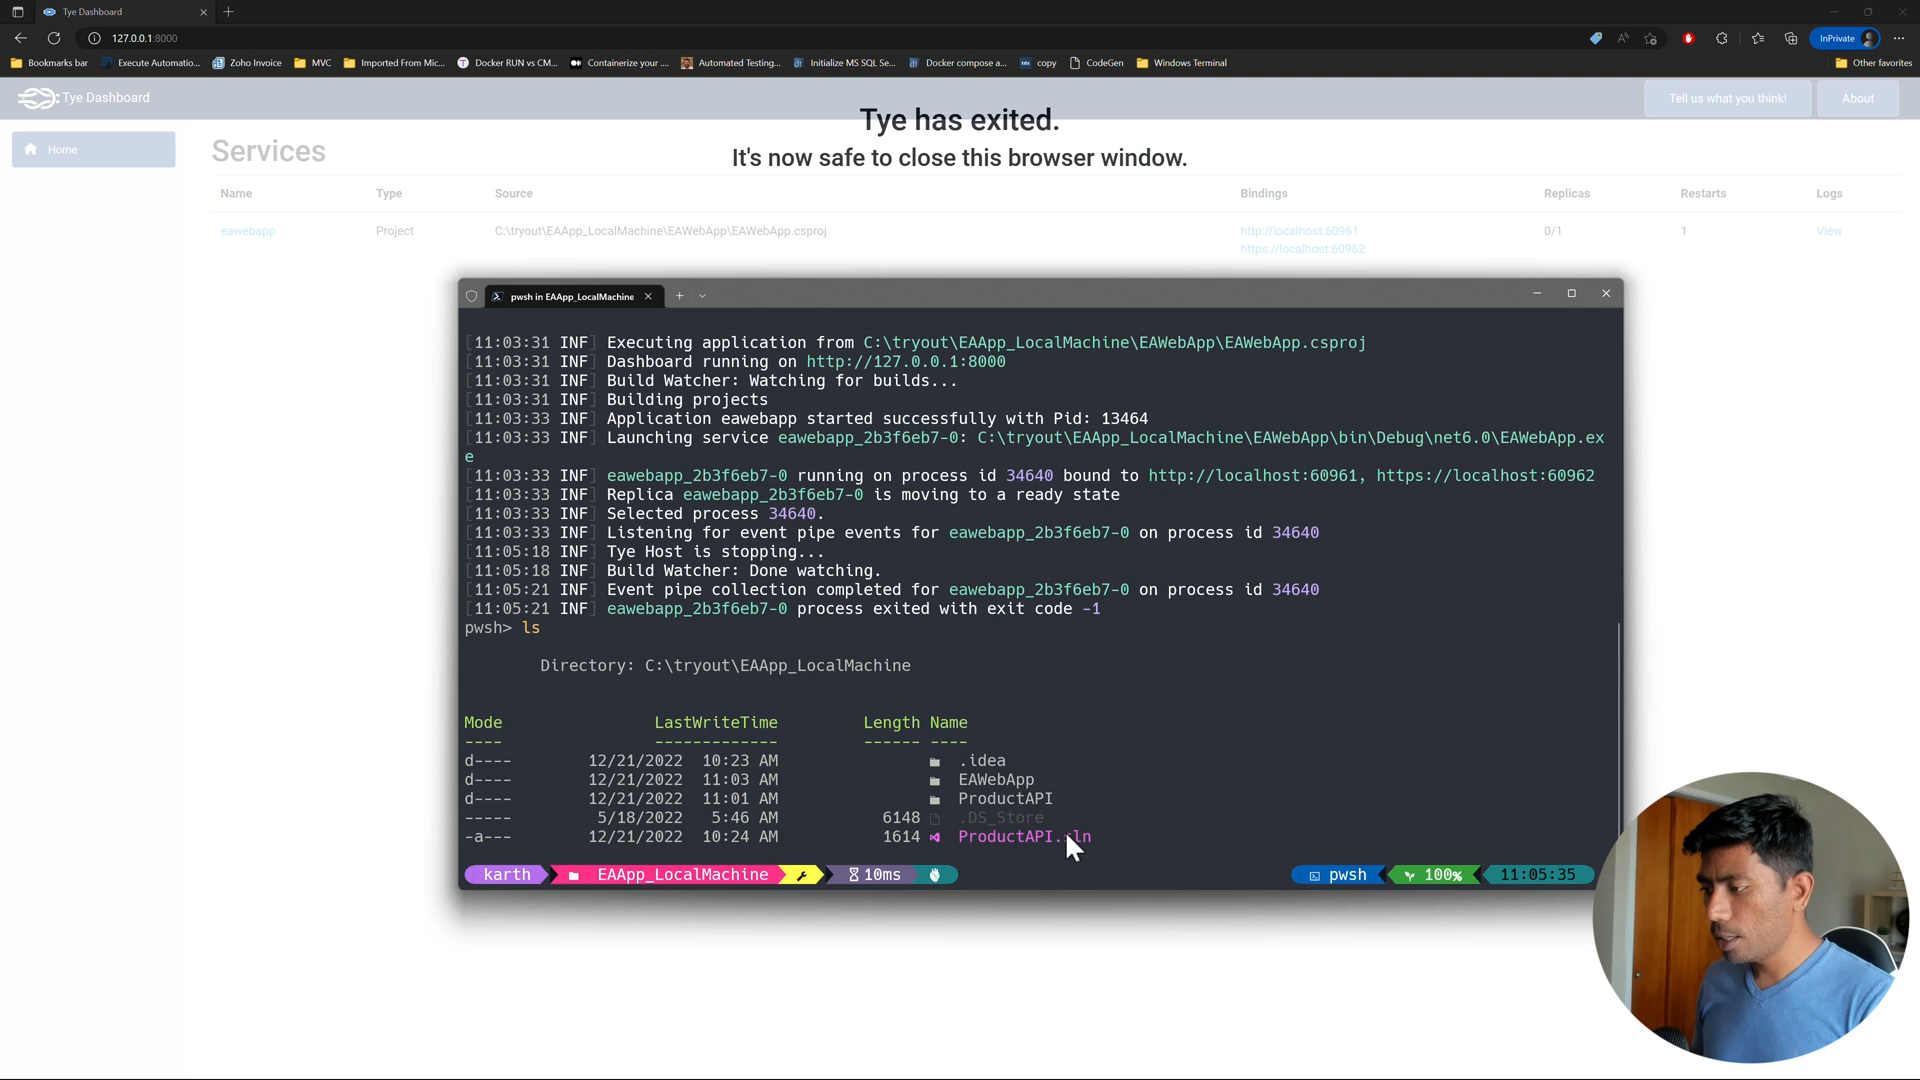 Tye Dashboard
127.0.0.1:8000
InPrivate
Bookmarks bar
Execute Automatio...
Zoho Invoice
MVC
Imported From Mic...
Docker RUN vs CM...
Containerize your ....
Automated Testing...
Initialize MS SQL Se...
Docker compose a...
copy
CodeGen
Windows Terminal
Other favorites
Tye Dashboard
Tell us what you think!
About
Tye has exited.
It's now safe to close this browser window.
Home
Services
Name Type Source Bindings Replicas Restarts Logs
eawebapp Project C:\tryout\EAApp_LocalMachine\EAWebApp\EAWebApp.csproj http://localhost:60961 0/1 1 View
https://localhost:60962
pwsh in EAApp_LocalMachine
[11:03:31 INF] Executing application from C:\tryout\EAApp_LocalMachine\EAWebApp\EAWebApp.csproj
[11:03:31 INF] Dashboard running on http://127.0.0.1:8000
[11:03:31 INF] Build Watcher: Watching for builds...
[11:03:31 INF] Building projects
[11:03:33 INF] Application eawebapp started successfully with Pid: 13464
[11:03:33 INF] Launching service eawebapp_2b3f6eb7-0: C:\tryout\EAApp_LocalMachine\EAWebApp\bin\Debug\net6.0\EAWebApp.ex
e
[11:03:33 INF] eawebapp_2b3f6eb7-0 running on process id 34640 bound to http://localhost:60961, https://localhost:60962
[11:03:33 INF] Replica eawebapp_2b3f6eb7-0 is moving to a ready state
[11:03:33 INF] Selected process 34640.
[11:03:33 INF] Listening for event pipe events for eawebapp_2b3f6eb7-0 on process id 34640
[11:05:18 INF] Tye Host is stopping...
[11:05:18 INF] Build Watcher: Done watching.
[11:05:21 INF] Event pipe collection completed for eawebapp_2b3f6eb7-0 on process id 34640
[11:05:21 INF] eawebapp_2b3f6eb7-0 process exited with exit code -1
pwsh> ls
Directory: C:\tryout\EAApp_LocalMachine
Mode LastWriteTime Length Name
---- ------------- ------ ----
d---- 12/21/2022 10:23 AM .idea
d---- 12/21/2022 11:03 AM EAWebApp
d---- 12/21/2022 11:01 AM ProductAPI
----- 5/18/2022 5:46 AM 6148 .DS_Store
-a--- 12/21/2022 10:24 AM 1614 ProductAPI.sln
karth EAApp_LocalMachine 10ms pwsh 100% 11:05:35